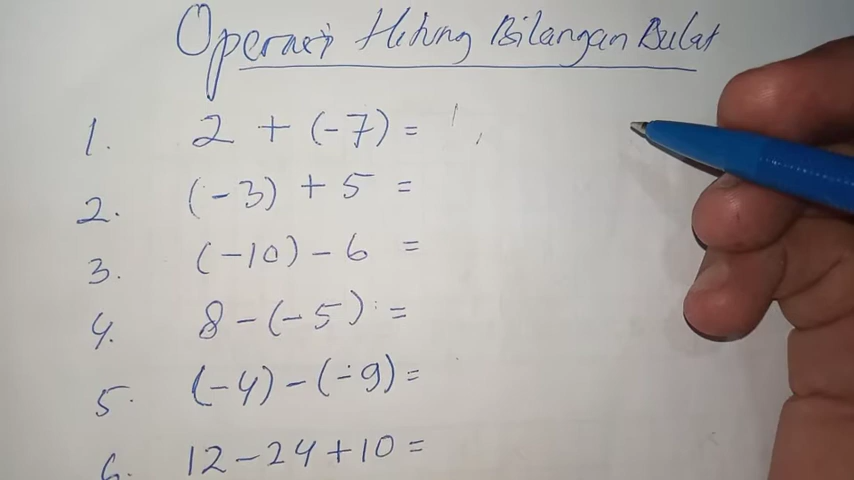 Operasi Hitung Bilangan Bulat
1. 2 + (-7) =
2. (-3) + 5 =
3. (-10) - 6 =
4. 8 - (-5) =
5. (-4) - (-9) =
6. 12 - 24 + 10 =